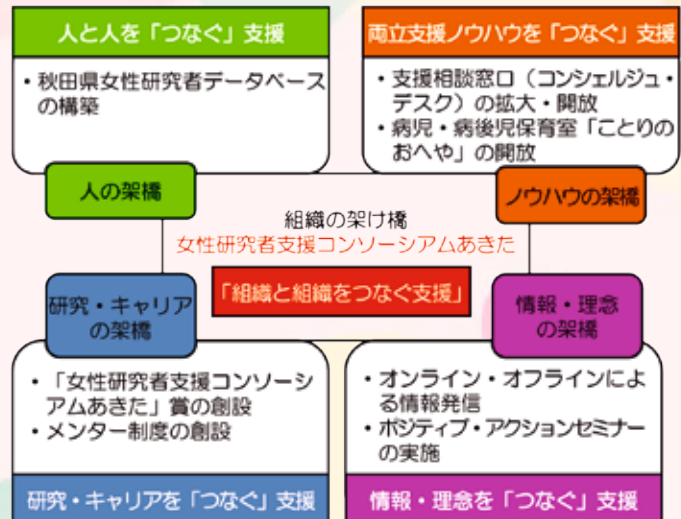 人と人を「つなぐ」支援
・秋田県女性研究者データベース
の構築
人の架橋
両立支援ノウハウを「つなぐ」支援
・支援相談窓口（コンシェルジュ・
デスク）の拡大・開放
・病児・病後児保育室「ことりの
おへや」の開放
ノウハウの架橋
組織の架け橋
女性研究者支援コンソーシアムあきた
「組織と組織をつなぐ支援」
研究・キャリア
の架橋
・「女性研究者支援コンソーシ
アムあきた」賞の創設
・メンター制度の創設
研究・キャリアを「つなぐ」支援
情報・理念
の架橋
・オンライン・オフラインによ
る情報発信
・ポジティブ・アクションセミナー
の実施
情報・理念を「つなぐ」支援